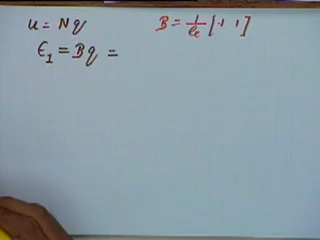 u = Nq
B = 1/le [-1 1]
ϵ1 = Bq =